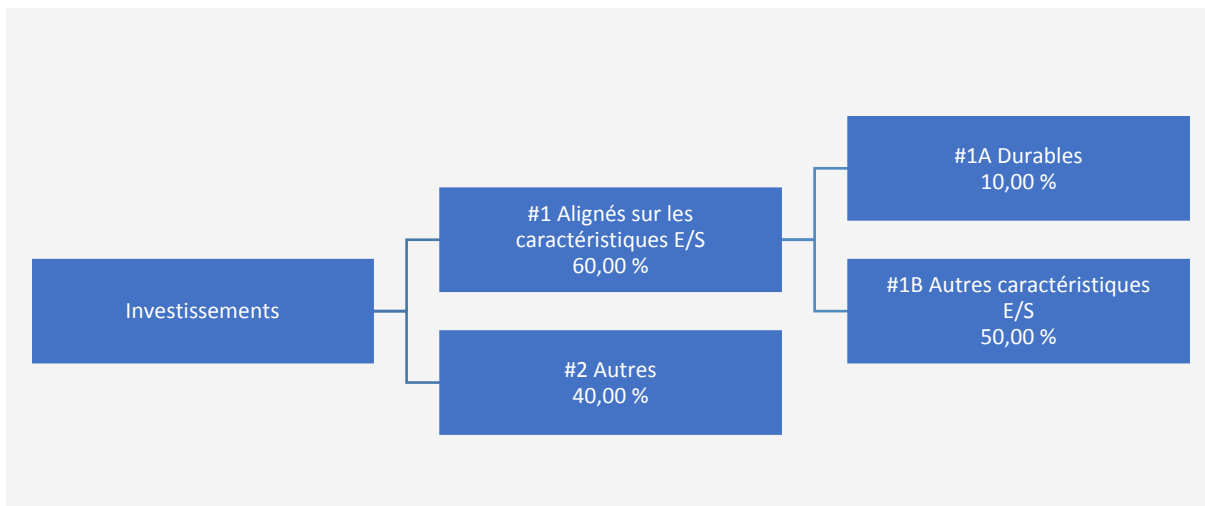 Investissements
#1 Alignés sur les
caractéristiques E/S
60,00 %
#2 Autres
40,00 %
#1A Durables
10,00 %
#1B Autres caractéristiques
E/S
50,00 %